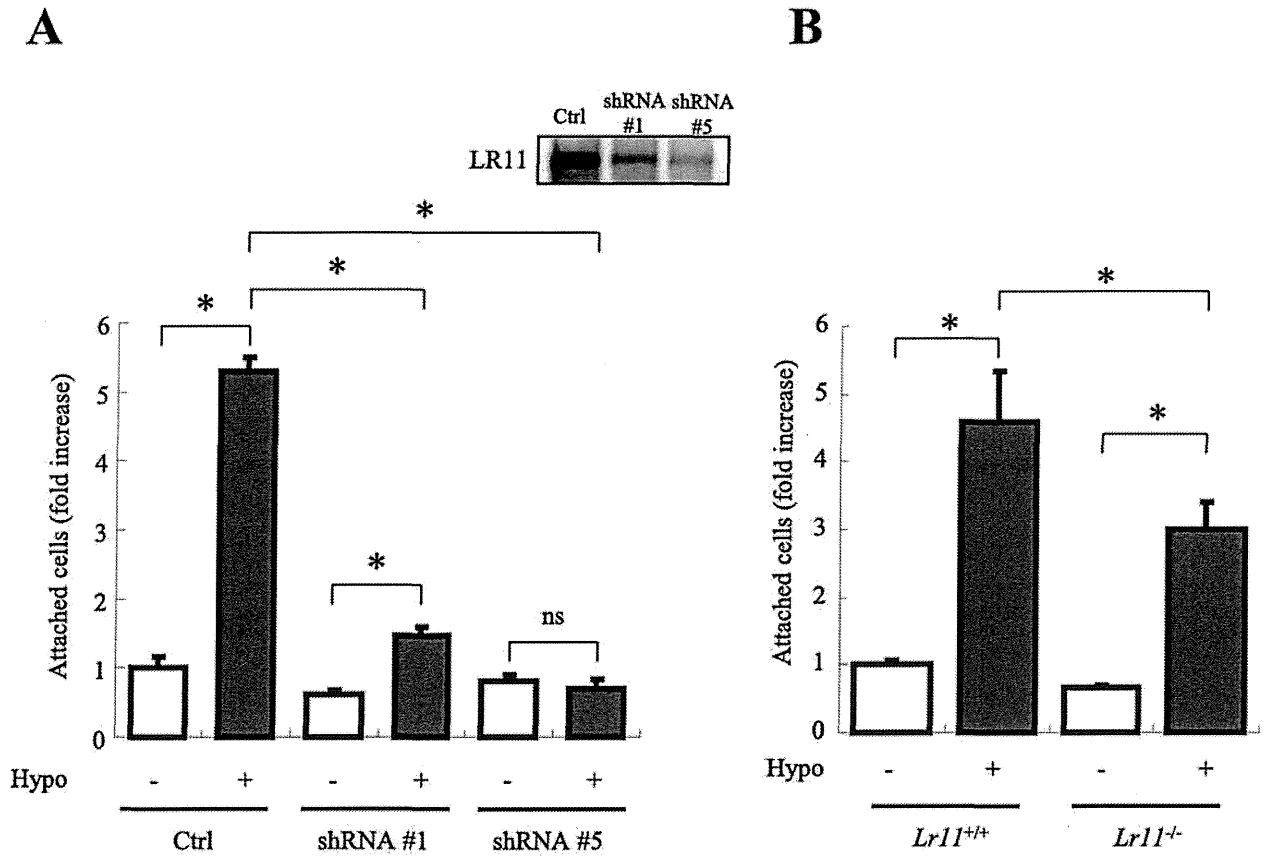 A
Ctrl shRNA #1 shRNA #5
LR11
*
*
*
*
ns
Attached cells (fold increase)
6
5
4
3
2
1
0
Hypo - + - + - +
Ctrl shRNA #1 shRNA #5
B
*
*
*
Attached cells (fold increase)
6
5
4
3
2
1
0
Hypo - + - +
Lr11+/+ Lr11-/-